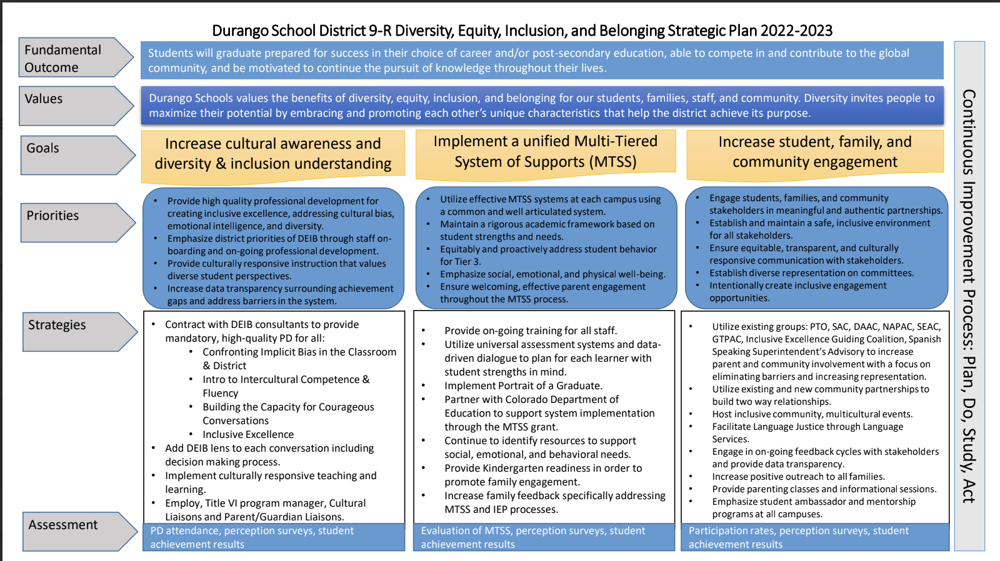 Durango School District 9-R Diversity, Equity, Inclusion, and Belonging Strategic Plan 2022-2023
Fundamental
Outcome
Students will graduate prepared for success in their choice of career and/or post-secondary education, able to compete in and contribute to the global
community, and be motivated to continue the pursuit of knowledge throughout their lives.
Values
Durango Schools values the benefits of diversity, equity, inclusion, and belonging for our students, families, staff, and community. Diversity invites people to
maximize their potential by embracing and promoting each other's unique characteristics that help the district achieve its purpose.
Goals
Increase cultural awareness and
diversity & inclusion understanding
Implement a unified Multi-Tiered
System of Supports (MTSS)
Increase student, family, and
community engagement
Priorities
• Provide high quality professional development for
creating inclusive excellence, addressing cultural bias,
emotional intelligence, and diversity.
• Emphasize district priorities of DEIB through staff on-
boarding and on-going professional development.
• Provide culturally responsive instruction that values
diverse student perspectives.
• Increase data transparency surrounding achievement
gaps and address barriers in the system.
• Utilize effective MTSS systems at each campus using
a common and well articulated system.
• Maintain a rigorous academic framework based on
student strengths and needs.
• Equitably and proactively address student behavior
for Tier 3.
• Emphasize social, emotional, and physical well-being.
• Ensure welcoming, effective parent engagement
throughout the MTSS process.
• Engage students, families, and community
stakeholders in meaningful and authentic partnerships.
• Establish and maintain a safe, inclusive environment
for all stakeholders.
• Ensure equitable, transparent, and culturally
responsive communication with stakeholders.
• Establish diverse representation on committees.
• Intentionally create inclusive engagement
opportunities.
Strategies
• Contract with DEIB consultants to provide
mandatory, high-quality PD for all:
• Confronting Implicit Bias in the Classroom
& District
• Intro to Intercultural Competence &
Fluency
• Building the Capacity for Courageous
Conversations
• Inclusive Excellence
• Add DEIB lens to each conversation including
decision making process.
• Implement culturally responsive teaching and
learning.
• Employ, Title VI program manager, Cultural
Liaisons and Parent/Guardian Liaisons.
• Provide on-going training for all staff.
• Utilize universal assessment systems and data-
driven dialogue to plan for each learner with
student strengths in mind.
• Implement Portrait of a Graduate.
• Partner with Colorado Department of
Education to support system implementation
through the MTSS grant.
• Continue to identify resources to support
social, emotional, and behavioral needs.
• Provide Kindergarten readiness in order to
promote family engagement.
• Increase family feedback specifically addressing
MTSS and IEP processes.
• Utilize existing groups: PTO, SAC, DAAC, NAPAC, SEAC,
GTPAC, Inclusive Excellence Guiding Coalition, Spanish
Speaking Superintendent's Advisory to increase
parent and community involvement with a focus on
eliminating barriers and increasing representation.
• Utilize existing and new community partnerships to
build two way relationships.
• Host inclusive community, multicultural events.
• Facilitate Language Justice through Language
Services.
• Engage in on-going feedback cycles with stakeholders
and provide data transparency.
• Increase positive outreach to all families.
• Provide parenting classes and informational sessions.
• Emphasize student ambassador and mentorship
programs at all campuses.
Assessment
PD attendance, perception surveys, student
achievement results
Evaluation of MTSS, perception surveys, student
achievement results
Participation rates, perception surveys, student
achievement results
Continuous Improvement Process: Plan, Do, Study, Act